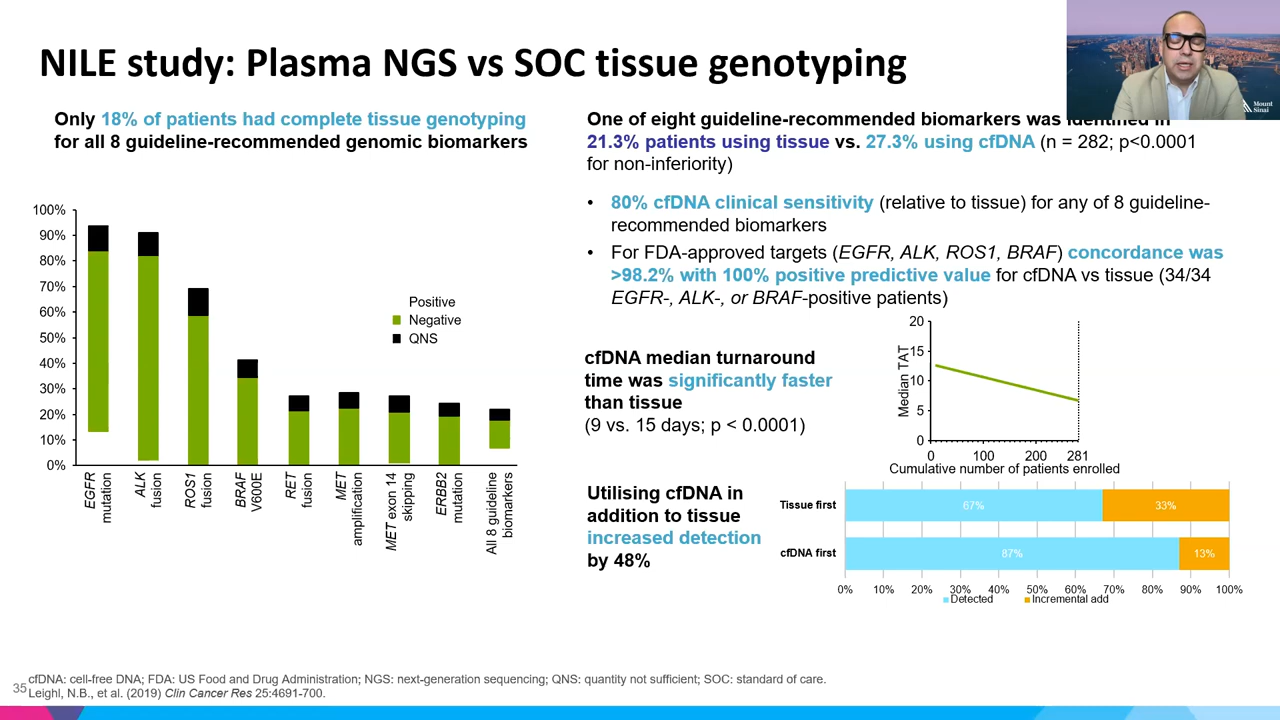 NILE study: Plasma NGS vs SOC tissue genotyping
Mount
Sinai
Only 18% of patients had complete tissue genotyping
for all 8 guideline-recommended genomic biomarkers
100%
90%
80%
70%
60%
50%
40%
30%
20%
10%
0%
Positive
Negative
QNS
EGFR
mutation
ALK
fusion
ROS1
fusion
BRAF
V600E
RET
fusion
MET
amplification
MET exon 14
skipping
ERBB2
mutation
All 8 guideline
biomarkers
One of eight guideline-recommended biomarkers was identified in
21.3% patients using tissue vs. 27.3% using cfDNA (n = 282; p<0.0001
for non-inferiority)
• 80% cfDNA clinical sensitivity (relative to tissue) for any of 8 guideline-
recommended biomarkers
• For FDA-approved targets (EGFR, ALK, ROS1, BRAF) concordance was
>98.2% with 100% positive predictive value for cfDNA vs tissue (34/34
EGFR-, ALK-, or BRAF-positive patients)
cfDNA median turnaround
time was significantly faster
than tissue
(9 vs. 15 days; p < 0.0001)
Median TAT
20
15
10
5
0
0 100 200 281
Cumulative number of patients enrolled
Utilising cfDNA in
addition to tissue
increased detection
by 48%
Tissue first 67% 33%
cfDNA first 87% 13%
0% 10% 20% 30% 40% 50% 60% 70% 80% 90% 100%
Detected Incremental add
cfDNA: cell-free DNA; FDA: US Food and Drug Administration; NGS: next-generation sequencing; QNS: quantity not sufficient; SOC: standard of care.
35 Leighl, N.B., et al. (2019) Clin Cancer Res 25:4691-700.